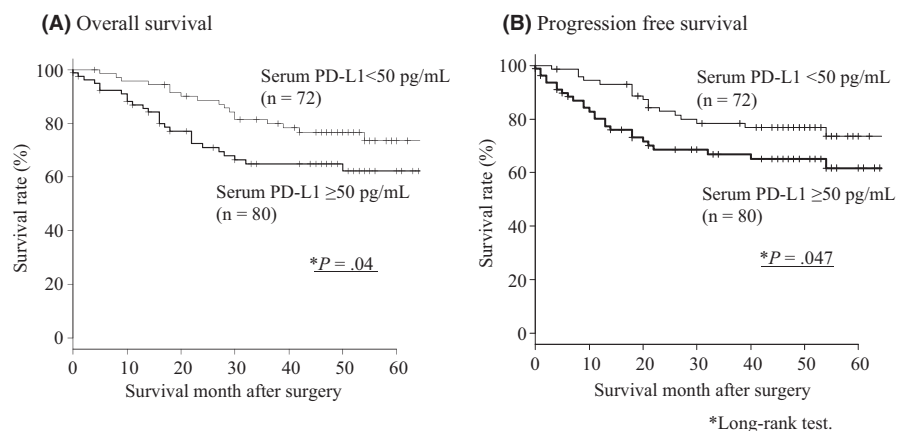 (A) Overall survival
100
80
60
40
20
0
Survival rate (%)
Serum PD-L1<50 pg/mL
(n = 72)
Serum PD-L1 ≥50 pg/mL
(n = 80)
*P = .04
0 10 20 30 40 50 60
Survival month after surgery
(B) Progression free survival
100
80
60
40
20
0
Survival rate (%)
Serum PD-L1 <50 pg/mL
(n = 72)
Serum PD-L1 ≥50 pg/mL
(n = 80)
*P = .047
0 10 20 30 40 50 60
Survival month after surgery
*Long-rank test.